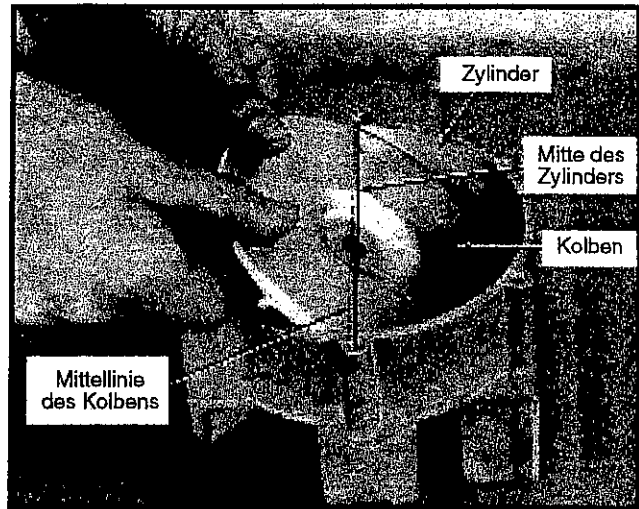 Zylinder
Mitte des
Zylinders
Kolben
Mittellinie
des Kolbens